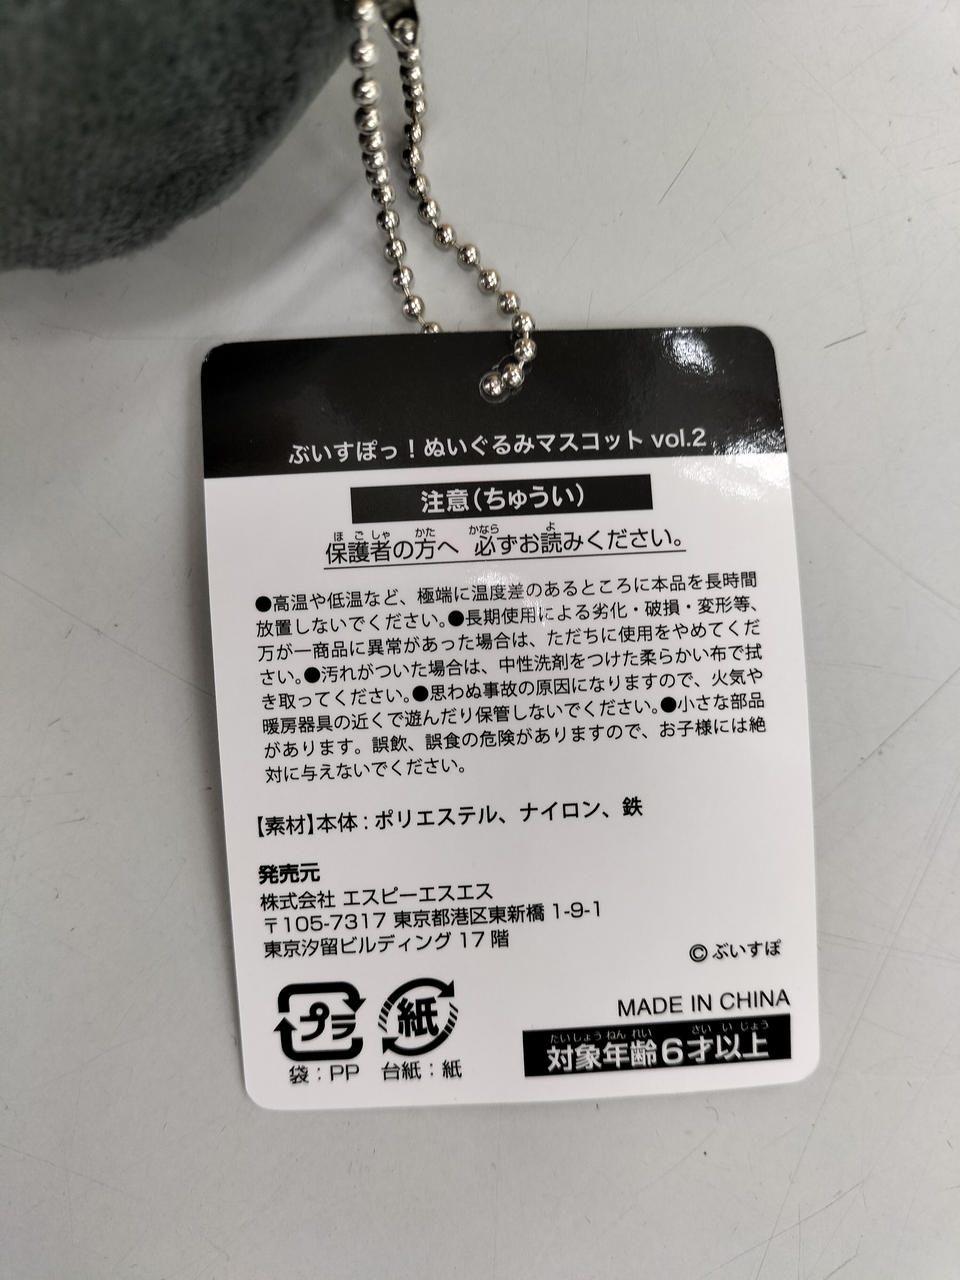 ぶいすぽっ！ぬいぐるみマスコット vol.2
注意(ちゅうい)
ほごしゃ かた かなら よ
保護者の方へ 必ずお読みください。
●高温や低温など、極端に温度差のあるところに本品を長時間
放置しないでください。●長期使用による劣化・破損・変形等、
万が一商品に異常があった場合は、ただちに使用をやめてくだ
さい。●汚れがついた場合は、中性洗剤をつけた柔らかい布で拭
き取ってください。●思わぬ事故の原因になりますので、火気や
暖房器具の近くで遊んだり保管しないでください。●小さな部品
があります。誤飲、誤食の危険がありますので、お子様には絶
対に与えないでください。
【素材】本体：ポリエステル、ナイロン、鉄
発売元
株式会社 エスピーエスエス
〒105-7317 東京都港区東新橋 1-9-1
東京汐留ビルディング 17 階
©ぶいすぽ
プラ
紙
袋：PP
台紙：紙
MADE IN CHINA
たいしょう ねん れい さい い じょう
対象年齢6才以上